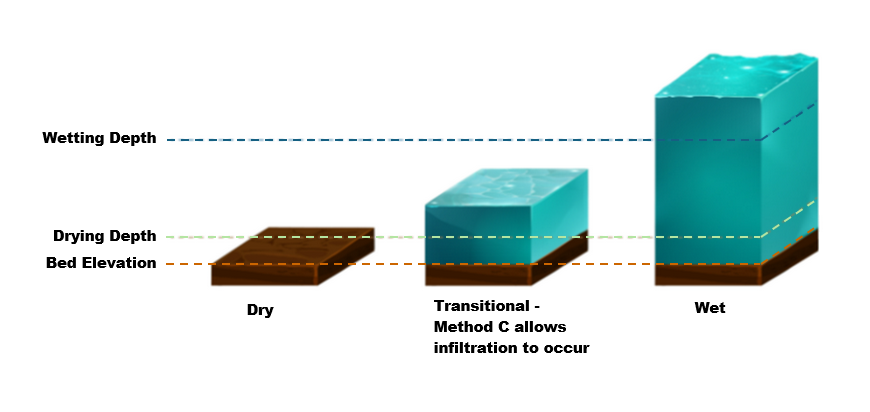 Wetting Depth
Drying Depth
Bed Elevation
Dry
Transitional -
Method C allows
infiltration to occur
Wet